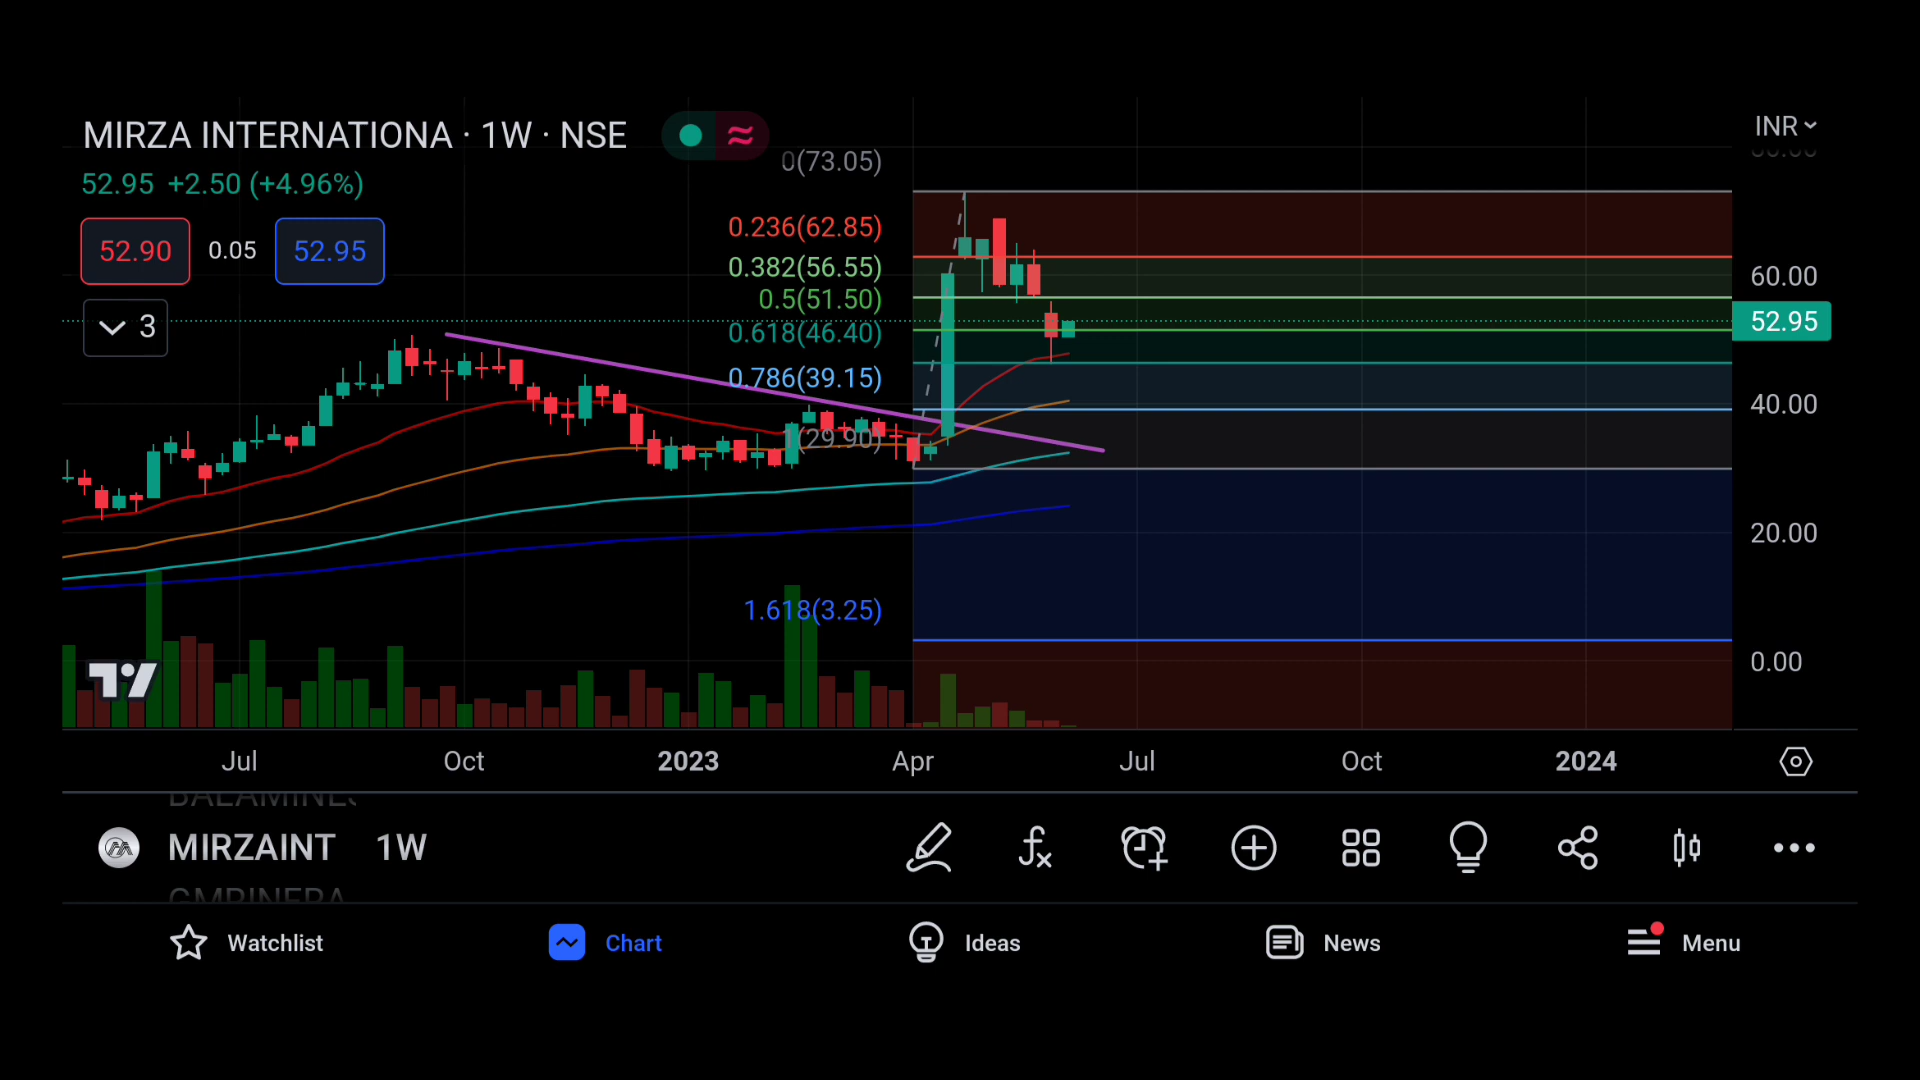 MIRZA INTERNATIONA · 1W · NSE
INR
0(73.05)
52.95 +2.50 (+4.96%)
0.236(62.85)
52.90 0.05 52.95
0.382(56.55)
60.00
0.5(51.50)
3
52.95
0.618(46.40)
0.786(39.15)
40.00
1(29.90)
20.00
1.618(3.25)
0.00
Jul Oct 2023 Apr Jul Oct 2024
MIRZAINT 1W
Watchlist Chart Ideas News Menu